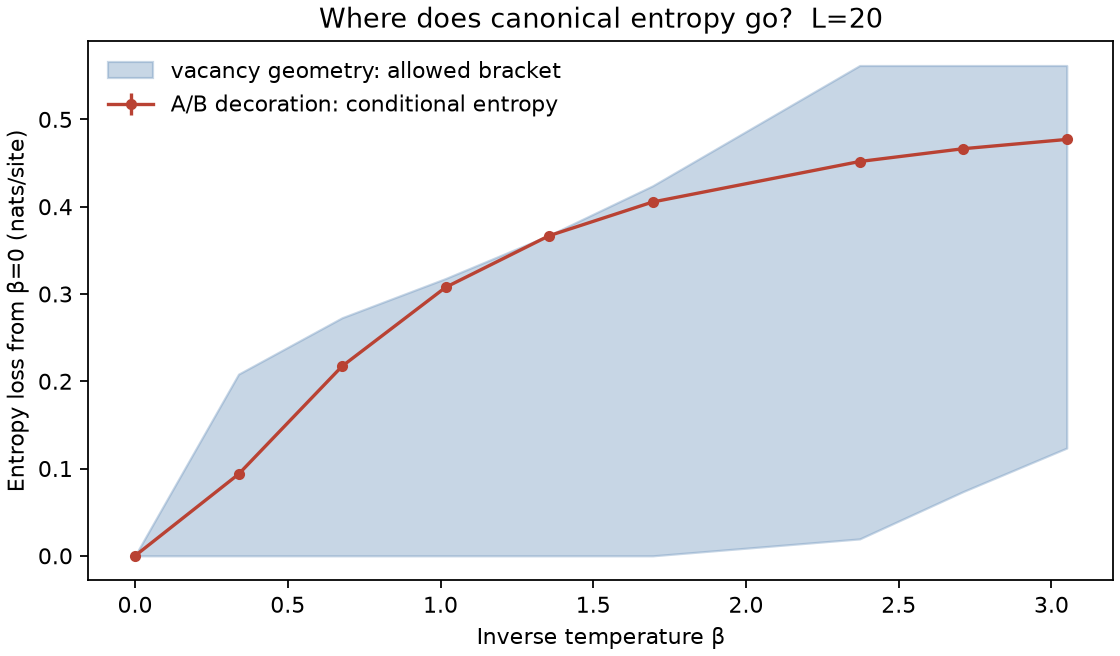 Where does canonical entropy go?  L=20
vacancy geometry: allowed bracket
A/B decoration: conditional entropy
Entropy loss from β=0 (nats/site)
0.5
0.4
0.3
0.2
0.1
0.0
0.0 0.5 1.0 1.5 2.0 2.5 3.0
Inverse temperature β